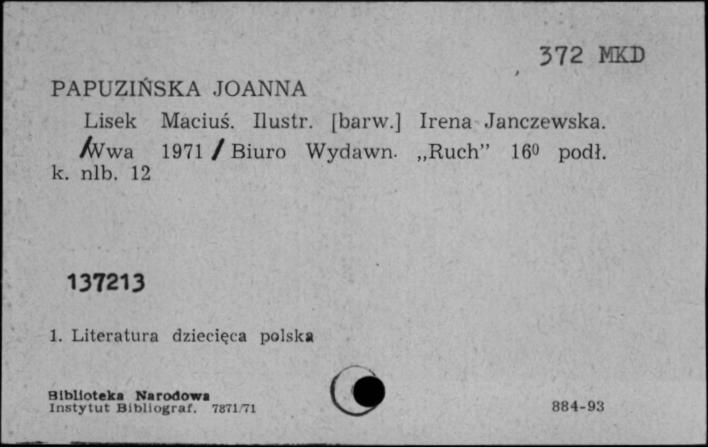 372 MKD
PAPUZIŃSKA JOANNA
Lisek Maciuś. Ilustr. [barw.] Irena Janczewska.
/Wwa 1971 / Biuro Wydawn. „Ruch” 16⁰ podł.
k. nlb. 12
137213
1. Literatura dziecięca polska
Biblioteka Narodowa
Instytut Bibliograf. 7871/71
884-93